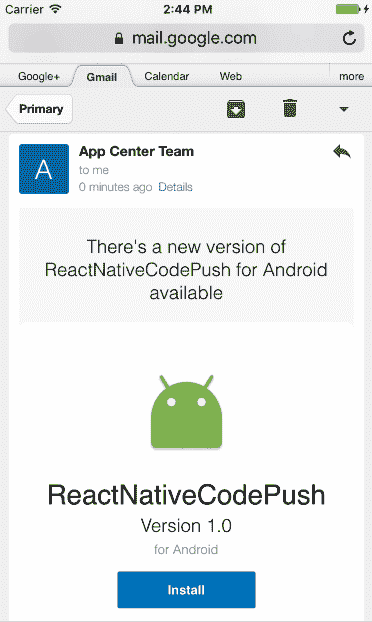 Carrier 2:44 PM
mail.google.com
Google+ Gmail Calendar Web more
Primary
A
App Center Team
to me
0 minutes ago Details
There's a new version of
ReactNativeCodePush for Android
available
ReactNativeCodePush
Version 1.0
for Android
Install